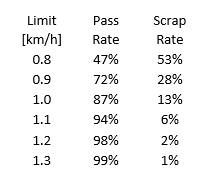 Limit Pass Scrap
[km/h] Rate Rate
0.8 47% 53%
0.9 72% 28%
1.0 87% 13%
1.1 94% 6%
1.2 98% 2%
1.3 99% 1%